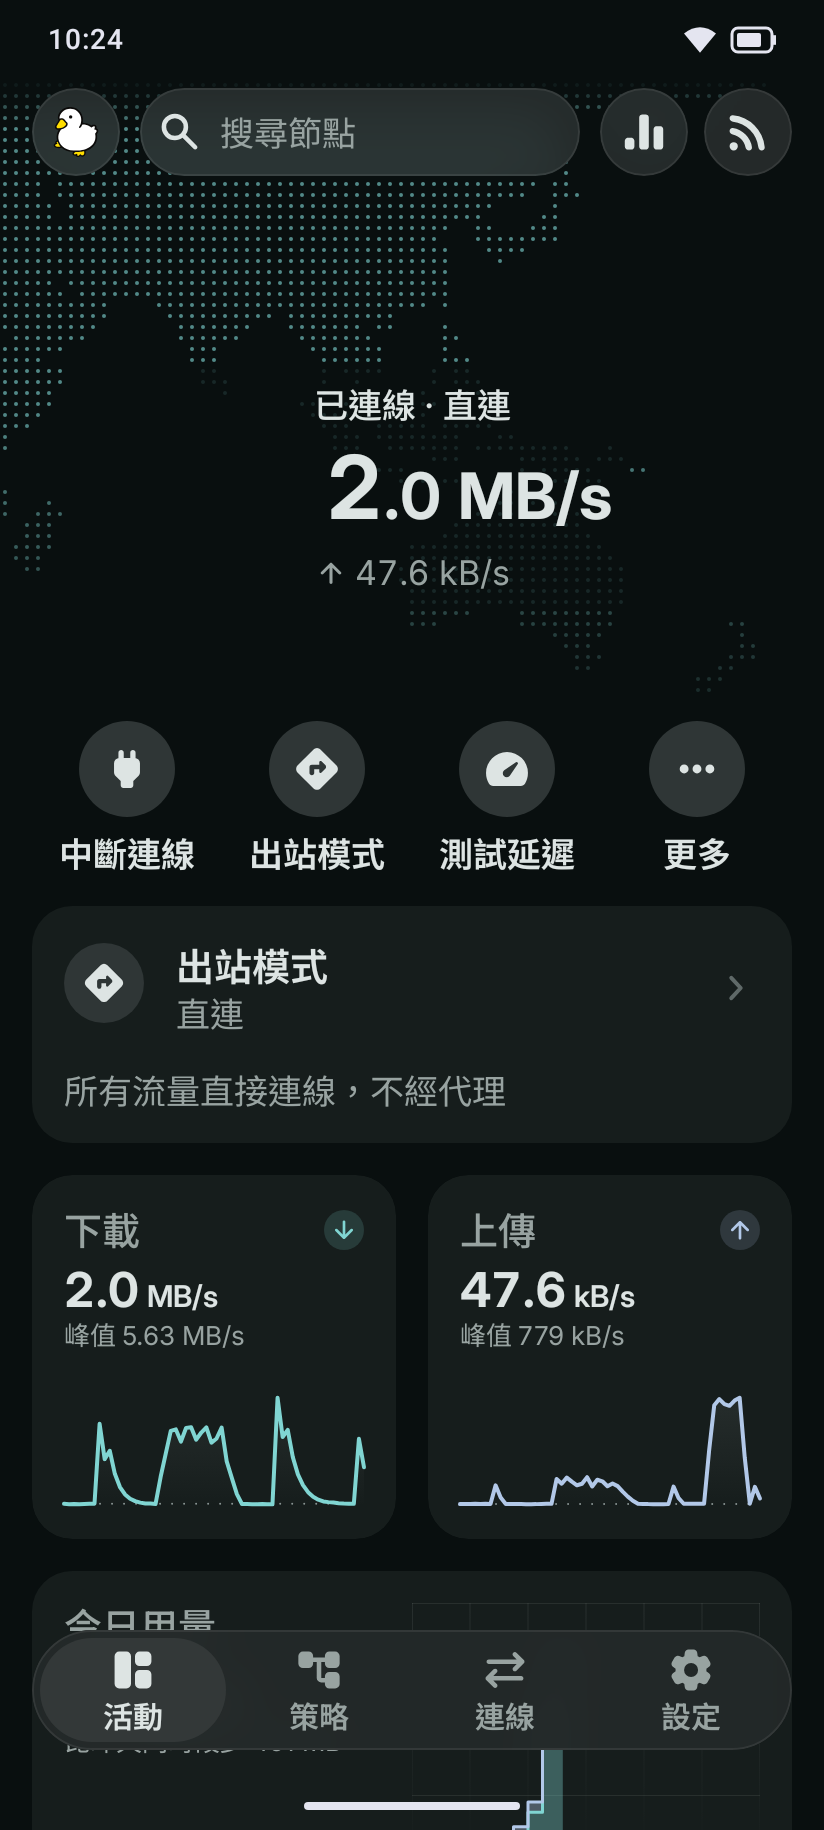 10:24
搜尋節點
已連線 · 直連
2.0 MB/s
↑ 47.6 kB/s
中斷連線
出站模式
測試延遲
更多
出站模式
直連
所有流量直接連線，不經代理
下載
2.0 MB/s
峰值 5.63 MB/s
上傳
47.6 kB/s
峰值 779 kB/s
今日用量
活動
策略
連線
設定